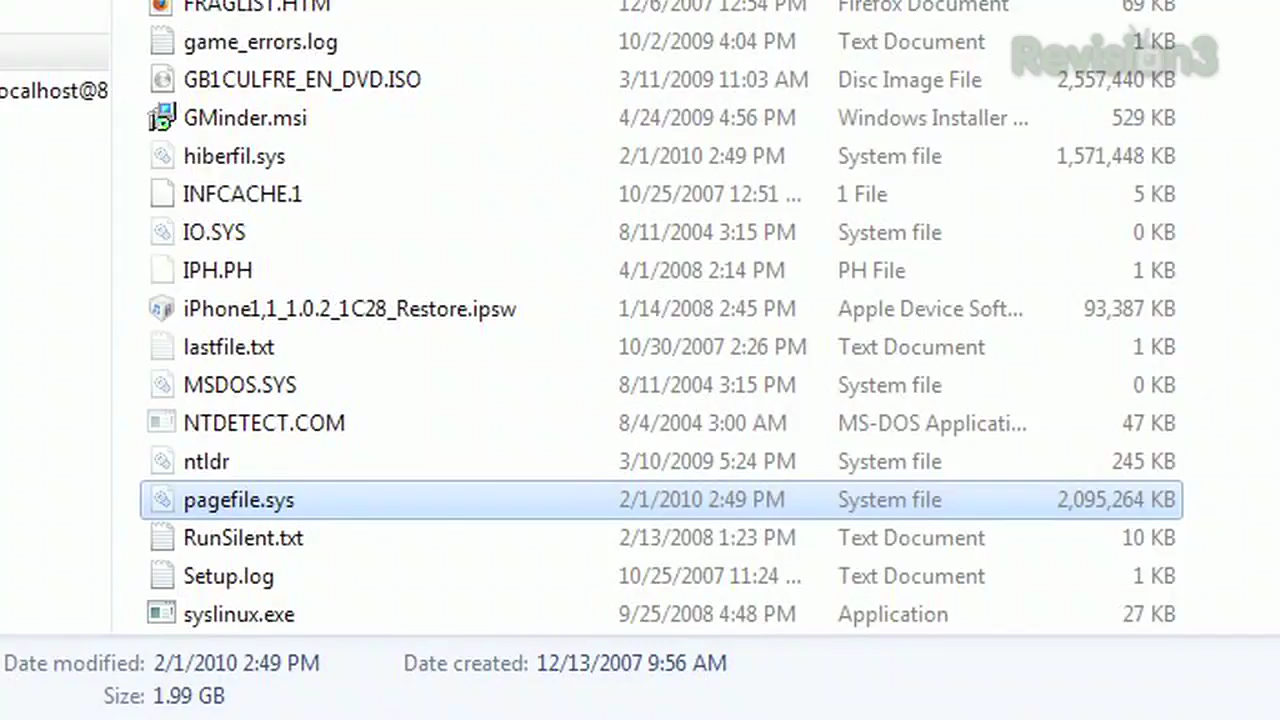 FRAGLIST.HTM 12/6/2007 12:54 PM Firefox Document 69 KB
game_errors.log 10/2/2009 4:04 PM Text Document 1 KB
Revision3
ocalhost@8
GB1CULFRE_EN_DVD.ISO 3/11/2009 11:03 AM Disc Image File 2,557,440 KB
GMinder.msi 4/24/2009 4:56 PM Windows Installer ... 529 KB
hiberfil.sys 2/1/2010 2:49 PM System file 1,571,448 KB
INFCACHE.1 10/25/2007 12:51 ... 1 File 5 KB
IO.SYS 8/11/2004 3:15 PM System file 0 KB
IPH.PH 4/1/2008 2:14 PM PH File 1 KB
iPhone1,1_1.0.2_1C28_Restore.ipsw 1/14/2008 2:45 PM Apple Device Soft... 93,387 KB
lastfile.txt 10/30/2007 2:26 PM Text Document 1 KB
MSDOS.SYS 8/11/2004 3:15 PM System file 0 KB
NTDETECT.COM 8/4/2004 3:00 AM MS-DOS Applicati... 47 KB
ntldr 3/10/2009 5:24 PM System file 245 KB
pagefile.sys 2/1/2010 2:49 PM System file 2,095,264 KB
RunSilent.txt 2/13/2008 1:23 PM Text Document 10 KB
Setup.log 10/25/2007 11:24 ... Text Document 1 KB
syslinux.exe 9/25/2008 4:48 PM Application 27 KB
Date modified: 2/1/2010 2:49 PM Date created: 12/13/2007 9:56 AM
Size: 1.99 GB